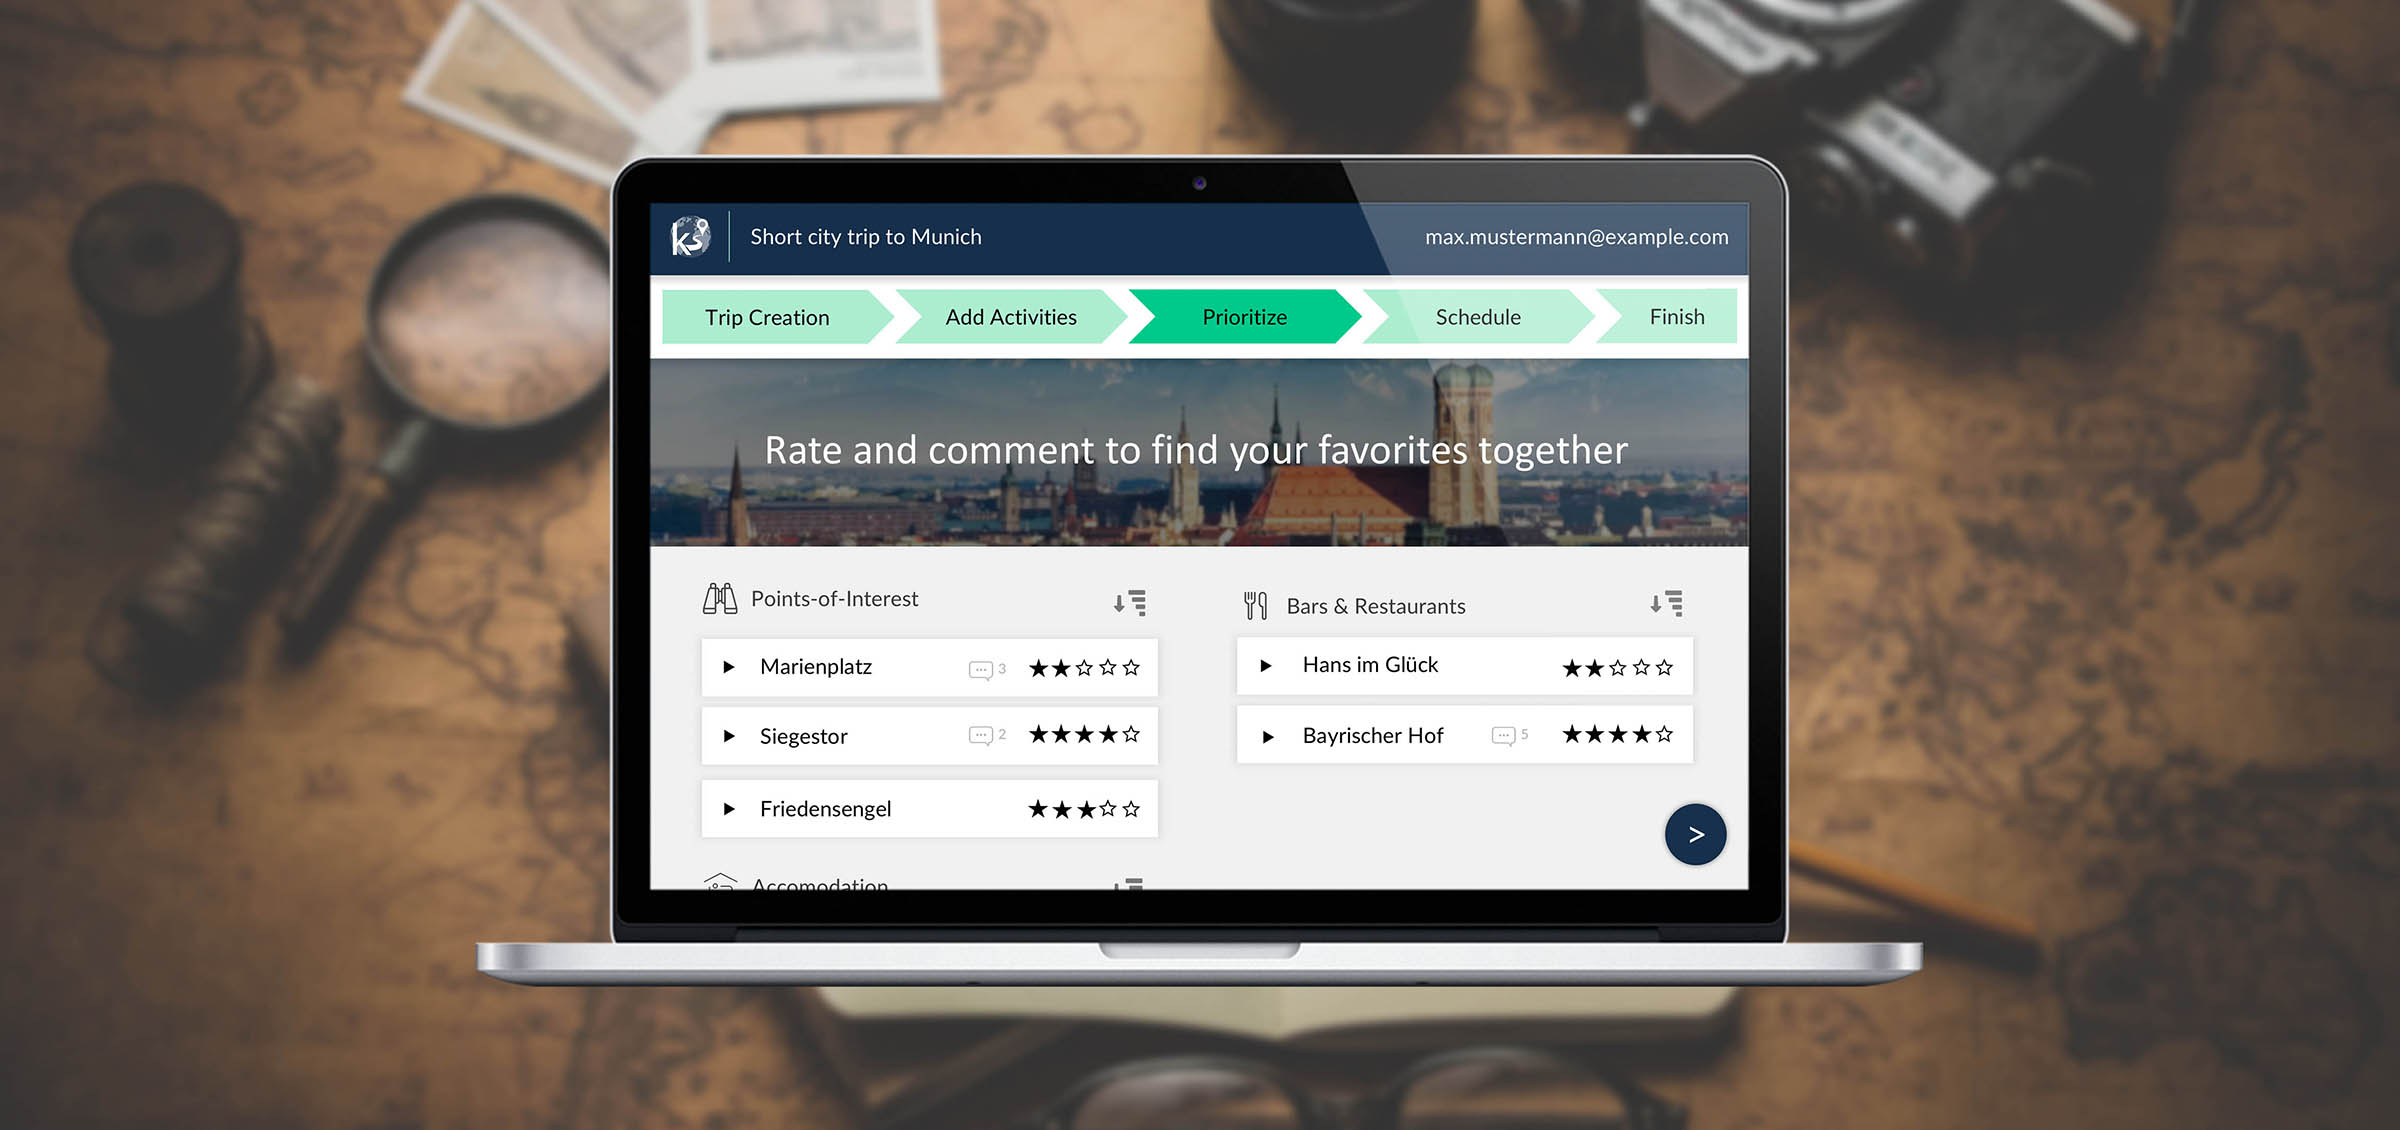 ks
Short city trip to Munich
max.mustermann@example.com
Trip Creation
Add Activities
Prioritize
Schedule
Finish
Rate and comment to find your favorites together
Points-of-Interest
Marienplatz 3
Siegestor 2
Friedensengel
Accomodation
Bars & Restaurants
Hans im Glück
Bayrischer Hof 5
>